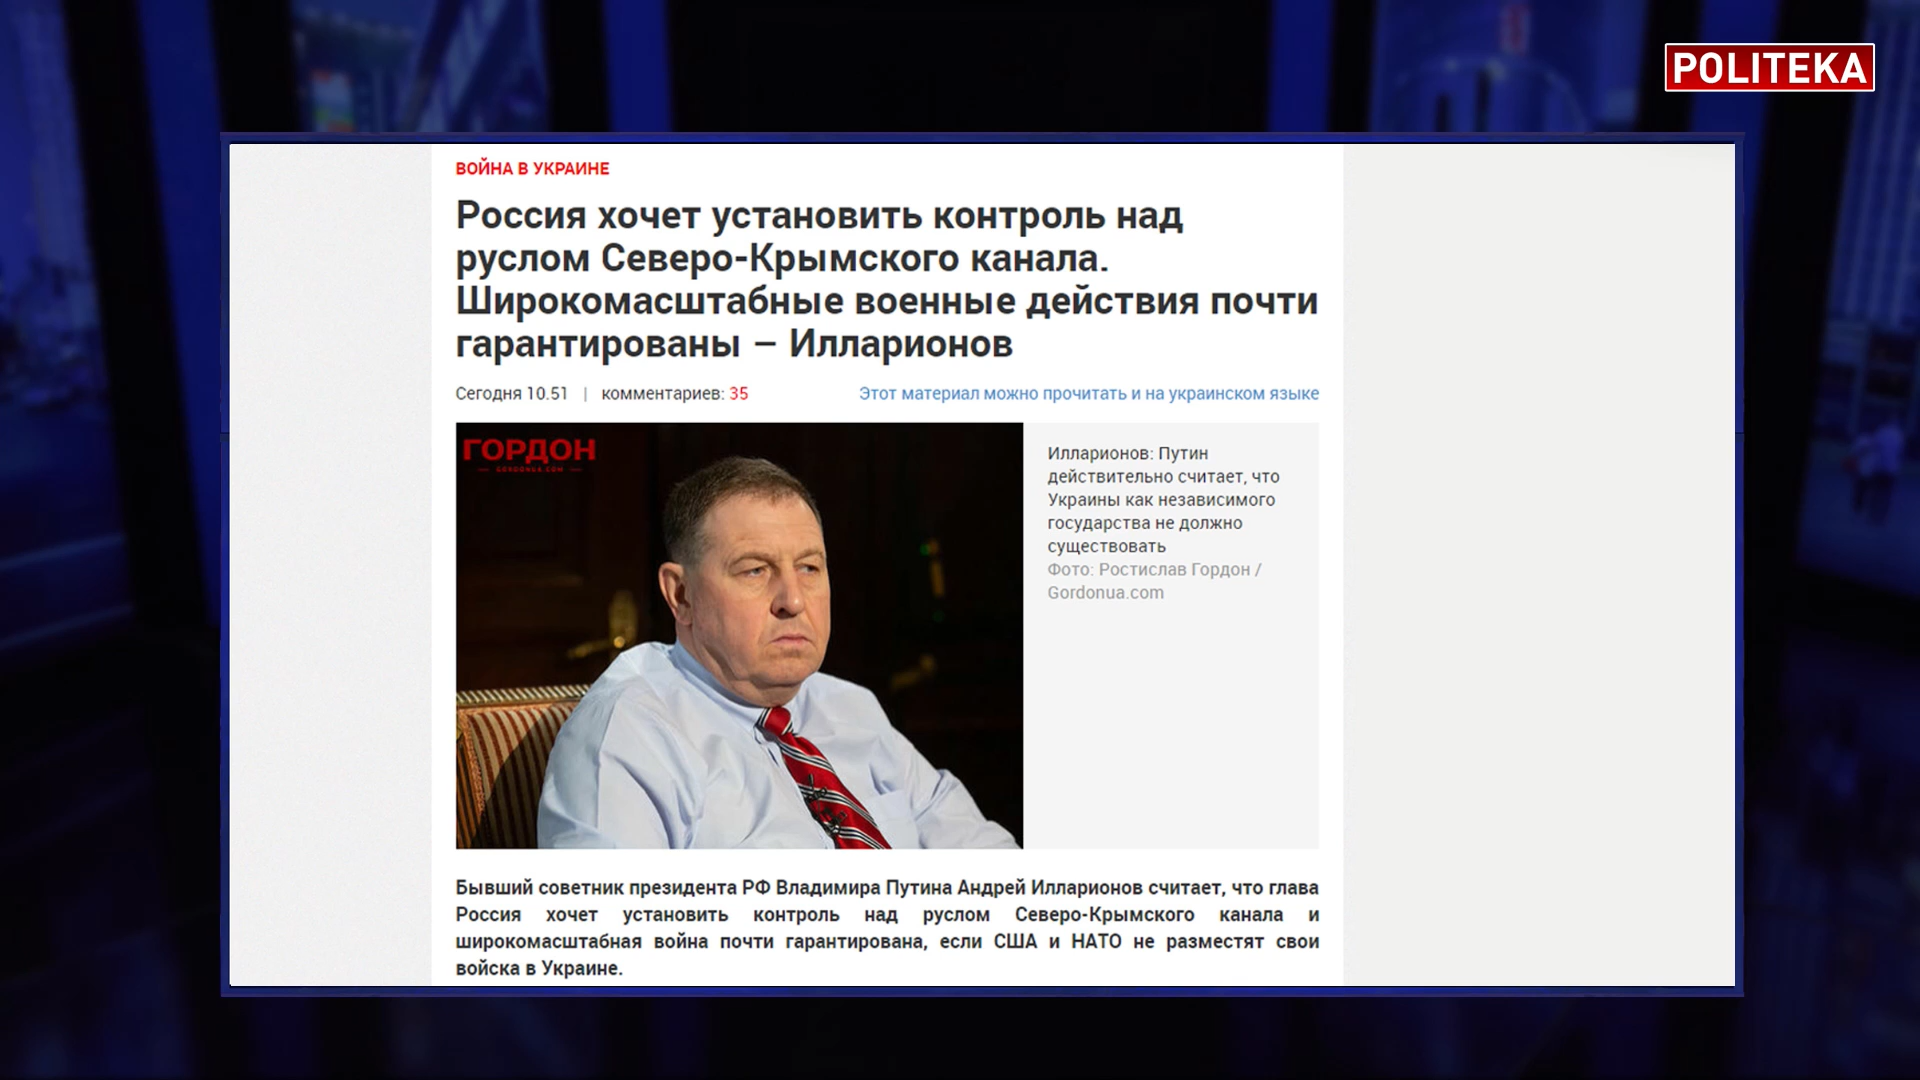 POLITEKA
ВОЙНА В УКРАИНЕ
Россия хочет установить контроль над
руслом Северо-Крымского канала.
Широкомасштабные военные действия почти
гарантированы – Илларионов
Сегодня 10.51 | комментариев: 35
Этот материал можно прочитать и на украинском языке
ГОРДОН
GORDONUA.COM
Илларионов: Путин
действительно считает, что
Украины как независимого
государства не должно
существовать
Фото: Ростислав Гордон /
Gordonua.com
Бывший советник президента РФ Владимира Путина Андрей Илларионов считает, что глава
Россия хочет установить контроль над руслом Северо-Крымского канала и
широкомасштабная война почти гарантирована, если США и НАТО не разместят свои
войска в Украине.